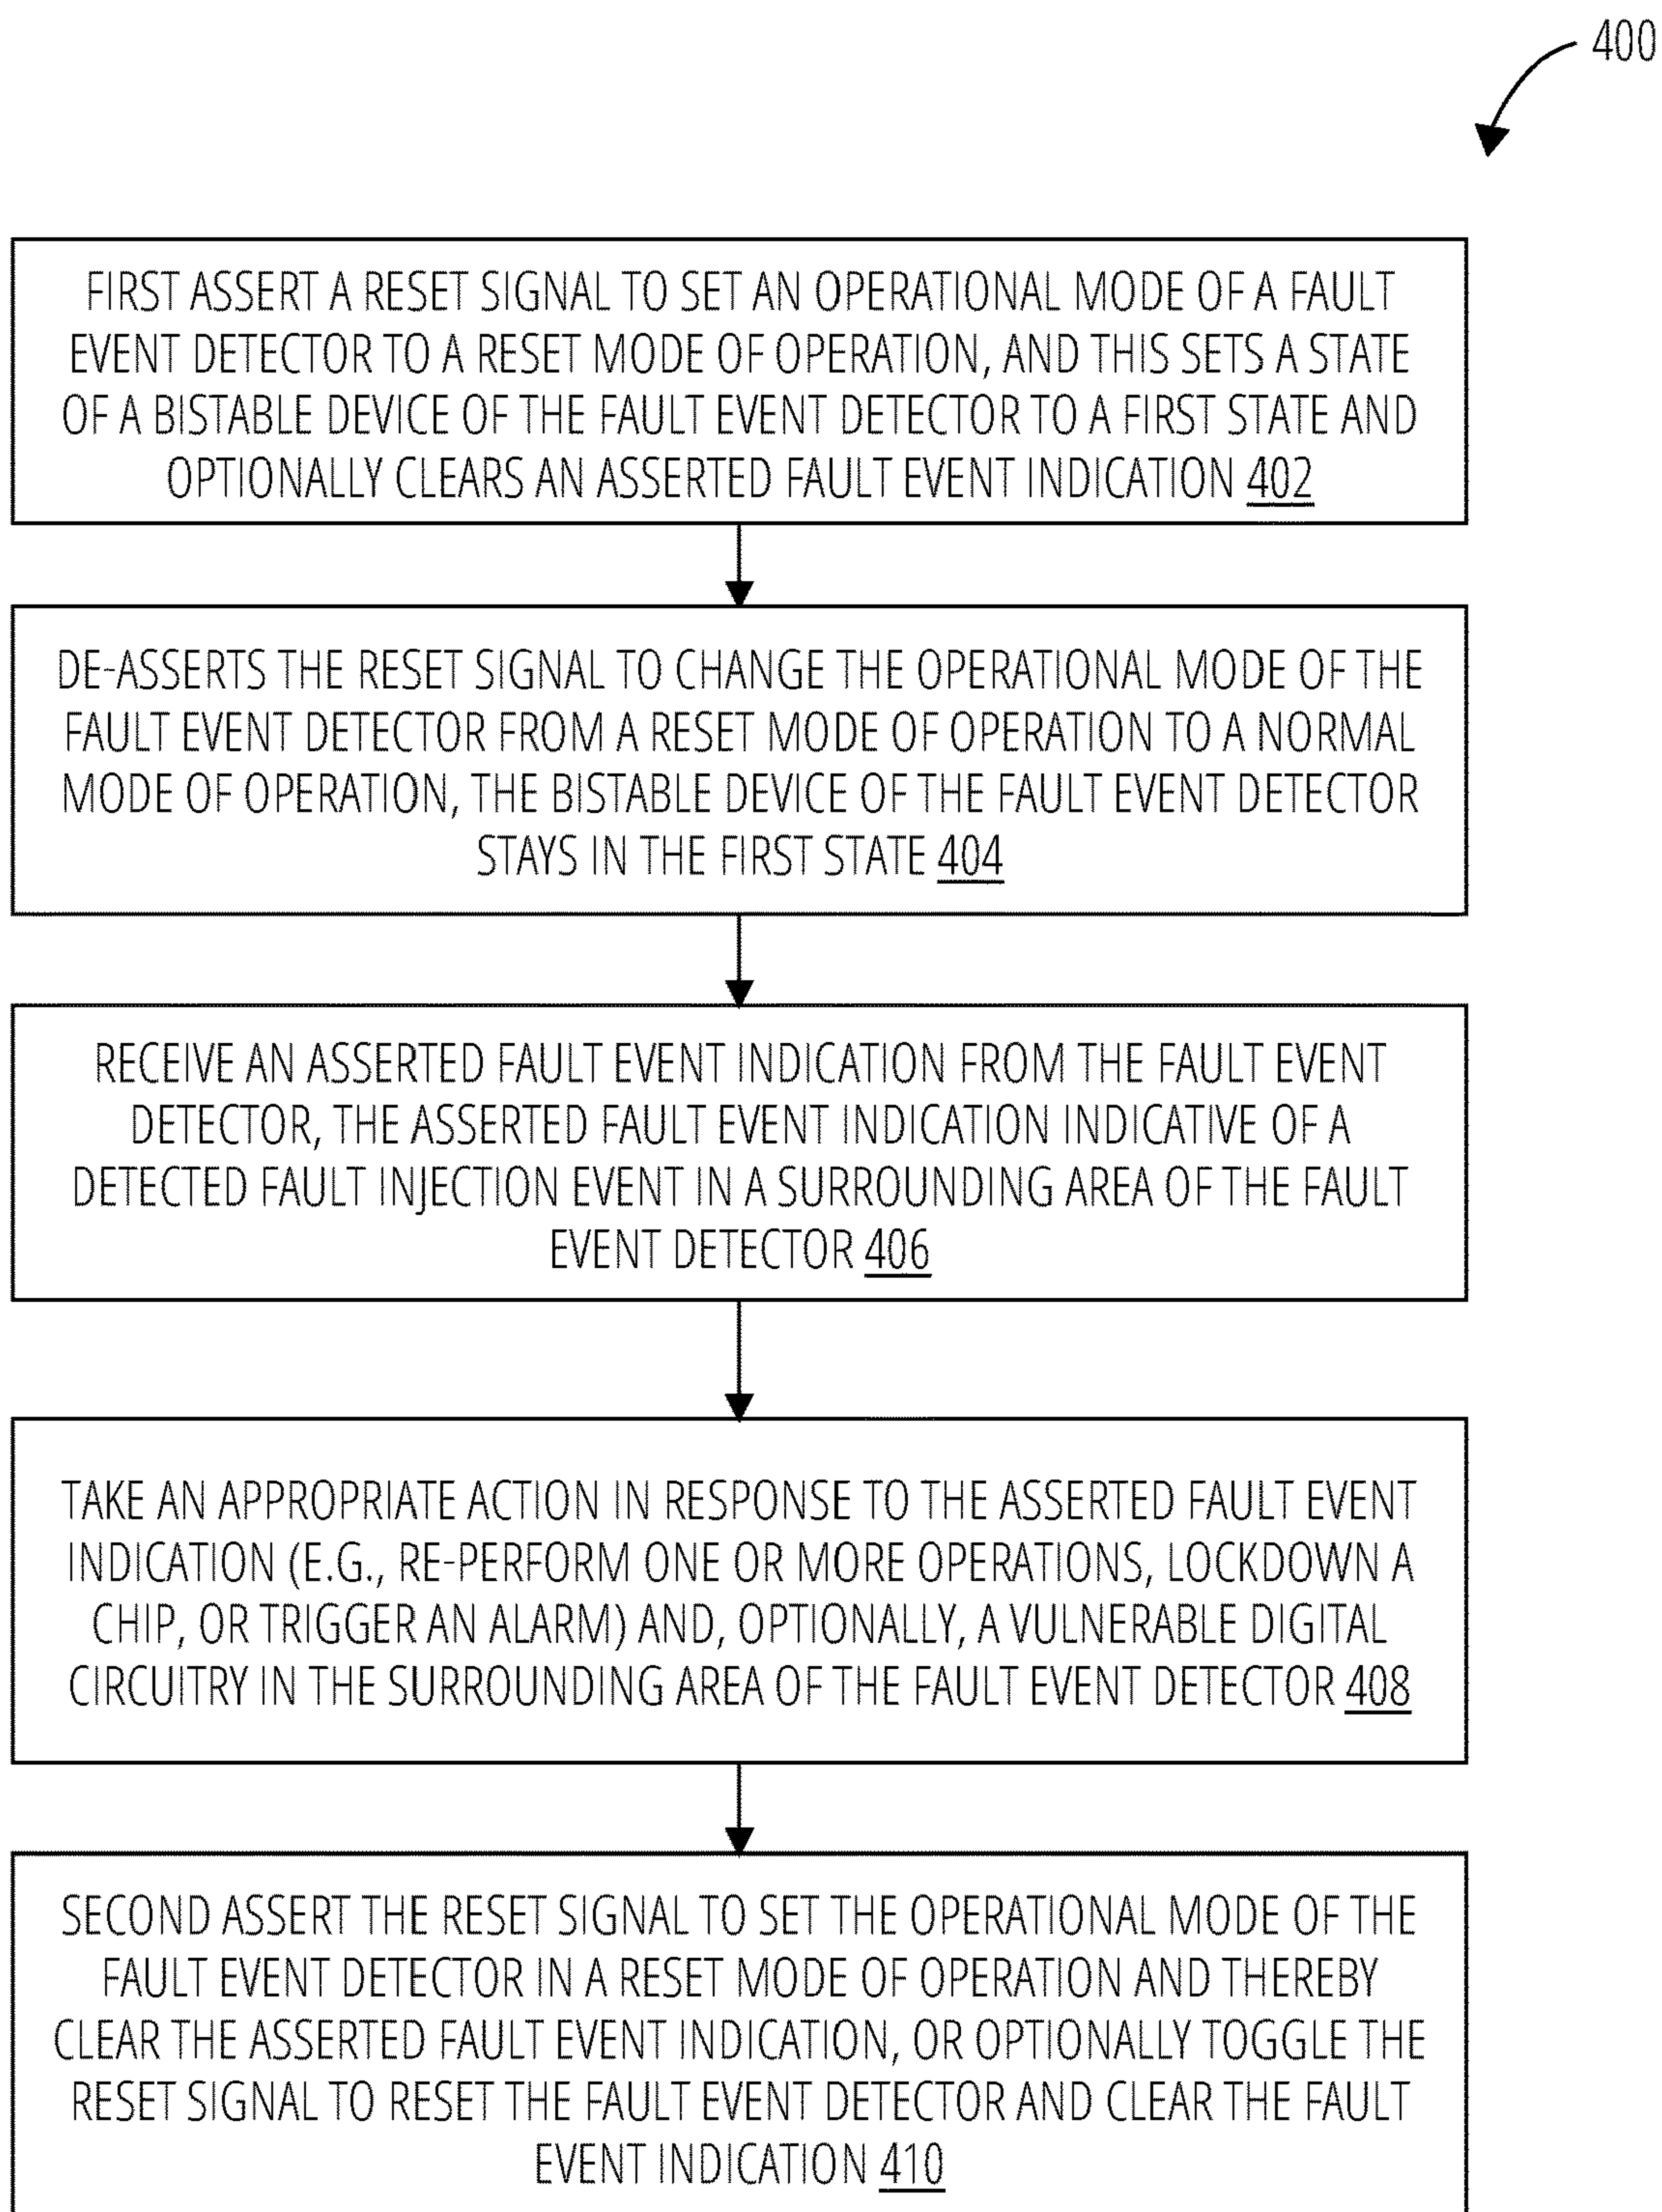 400
FIRST ASSERT A RESET SIGNAL TO SET AN OPERATIONAL MODE OF A FAULT
EVENT DETECTOR TO A RESET MODE OF OPERATION, AND THIS SETS A STATE
OF A BISTABLE DEVICE OF THE FAULT EVENT DETECTOR TO A FIRST STATE AND
OPTIONALLY CLEARS AN ASSERTED FAULT EVENT INDICATION 402
DE-ASSERTS THE RESET SIGNAL TO CHANGE THE OPERATIONAL MODE OF THE
FAULT EVENT DETECTOR FROM A RESET MODE OF OPERATION TO A NORMAL
MODE OF OPERATION, THE BISTABLE DEVICE OF THE FAULT EVENT DETECTOR
STAYS IN THE FIRST STATE 404
RECEIVE AN ASSERTED FAULT EVENT INDICATION FROM THE FAULT EVENT
DETECTOR, THE ASSERTED FAULT EVENT INDICATION INDICATIVE OF A
DETECTED FAULT INJECTION EVENT IN A SURROUNDING AREA OF THE FAULT
EVENT DETECTOR 406
TAKE AN APPROPRIATE ACTION IN RESPONSE TO THE ASSERTED FAULT EVENT
INDICATION (E.G., RE-PERFORM ONE OR MORE OPERATIONS, LOCKDOWN A
CHIP, OR TRIGGER AN ALARM) AND, OPTIONALLY, A VULNERABLE DIGITAL
CIRCUITRY IN THE SURROUNDING AREA OF THE FAULT EVENT DETECTOR 408
SECOND ASSERT THE RESET SIGNAL TO SET THE OPERATIONAL MODE OF THE
FAULT EVENT DETECTOR IN A RESET MODE OF OPERATION AND THEREBY
CLEAR THE ASSERTED FAULT EVENT INDICATION, OR OPTIONALLY TOGGLE THE
RESET SIGNAL TO RESET THE FAULT EVENT DETECTOR AND CLEAR THE FAULT
EVENT INDICATION 410